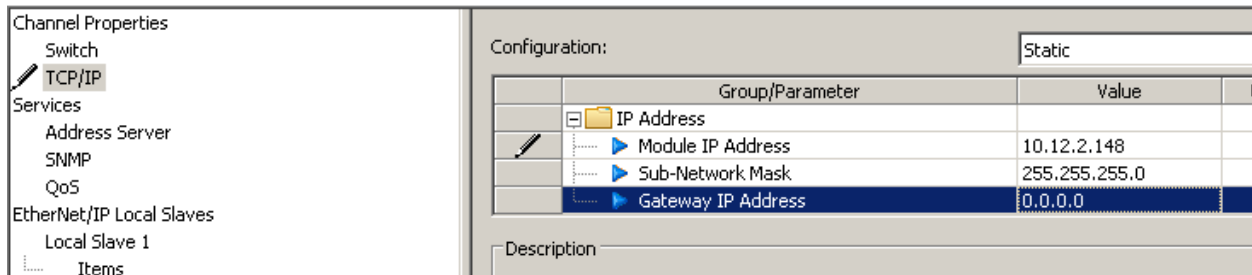 Channel Properties
Switch
TCP/IP
Services
Address Server
SNMP
QoS
EtherNet/IP Local Slaves
Local Slave 1
Items
Configuration:
Static
Group/Parameter
Value
IP Address
Module IP Address
10.12.2.148
Sub-Network Mask
255.255.255.0
Gateway IP Address
0.0.0.0
Description